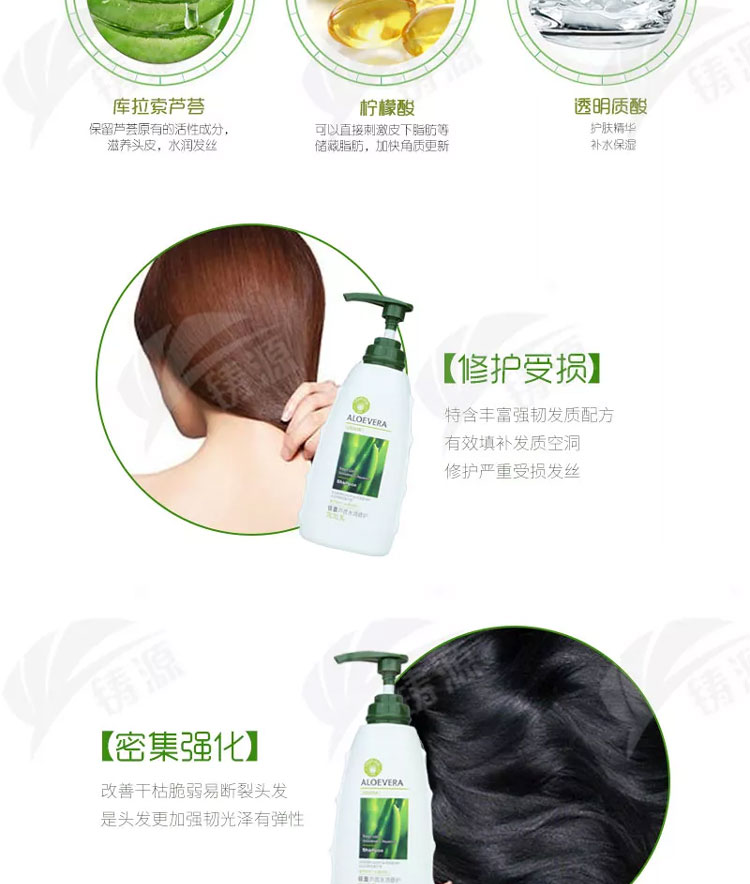 库拉索芦荟
保留芦荟原有的活性成分，
滋养头皮，水润发丝
柠檬酸
可以直接刺激皮下脂肪等
储藏脂肪，加快角质更新
透明质酸
护肤精华
补水保湿
铸源
【修护受损】
特含丰富强韧发质配方
有效填补发质空洞
修护严重受损发丝
ALOEVERA
Shampoo
【密集强化】
改善干枯脆弱易断裂头发
是头发更加强韧光泽有弹性
ALOEVERA
Shampoo